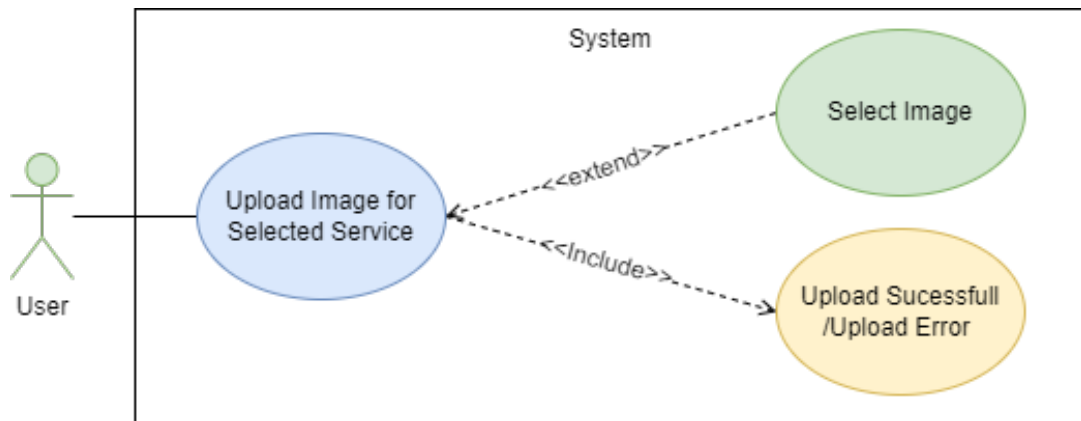 System
Select Image
<<extend>>
Upload Image for
Selected Service
<<Include>>
Upload Sucessfull
/Upload Error
User